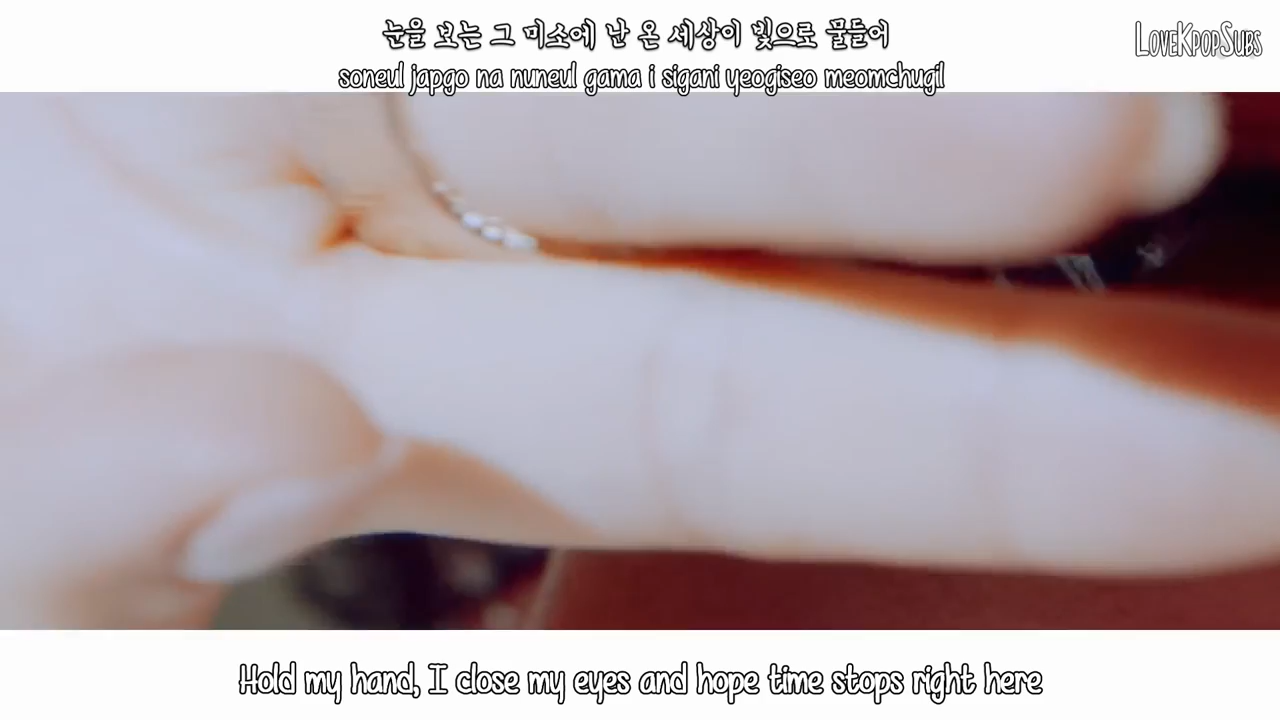 눈을 보는 그 미소에 난 온 세상이 빛으로 물들어
LoveKpopSubs
soneul japgo na nuneul gama i sigani yeogiseo meomchugil
Hold my hand, I close my eyes and hope time stops right here